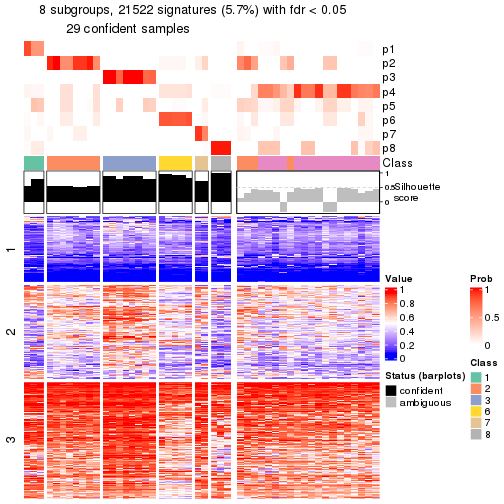 8 subgroups, 21522 signatures (5.7%) with fdr < 0.05
29 confident samples
p1
p2
p3
p4
p5
p6
p7
p8
Class
1
0.5
0
Silhouette
score
1
2
3
Value
1
0.8
0.6
0.4
0.2
0
Prob
1
0.5
0
Status (barplots)
confident
ambiguous
Class
1
2
3
6
7
8